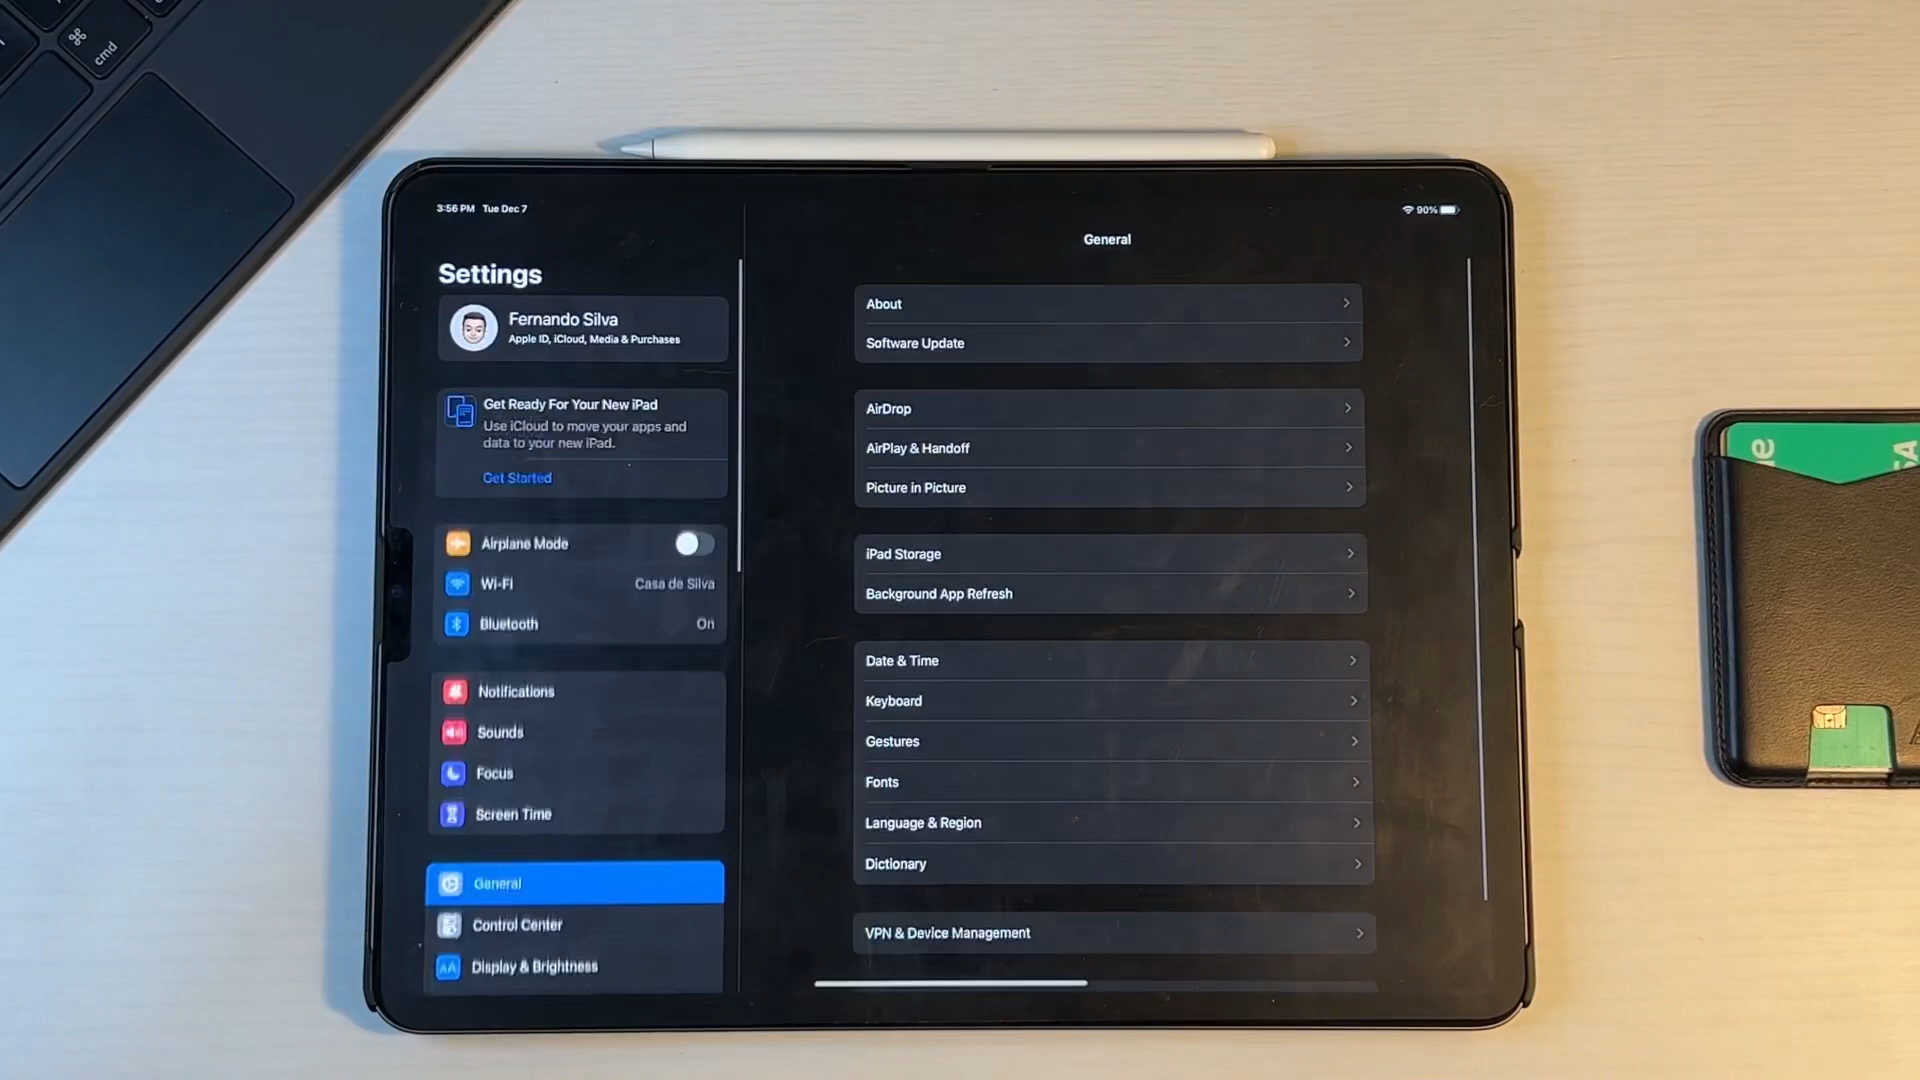 ⌘
cmd
3:56 PM Tue Dec 7
90%
Settings
Fernando Silva
Apple ID, iCloud, Media & Purchases
Get Ready For Your New iPad
Use iCloud to move your apps and
data to your new iPad.
Get Started
Airplane Mode
Wi-Fi Casa de Silva
Bluetooth On
Notifications
Sounds
Focus
Screen Time
General
Control Center
AA Display & Brightness
General
About
Software Update
AirDrop
AirPlay & Handoff
Picture in Picture
iPad Storage
Background App Refresh
Date & Time
Keyboard
Gestures
Fonts
Language & Region
Dictionary
VPN & Device Management